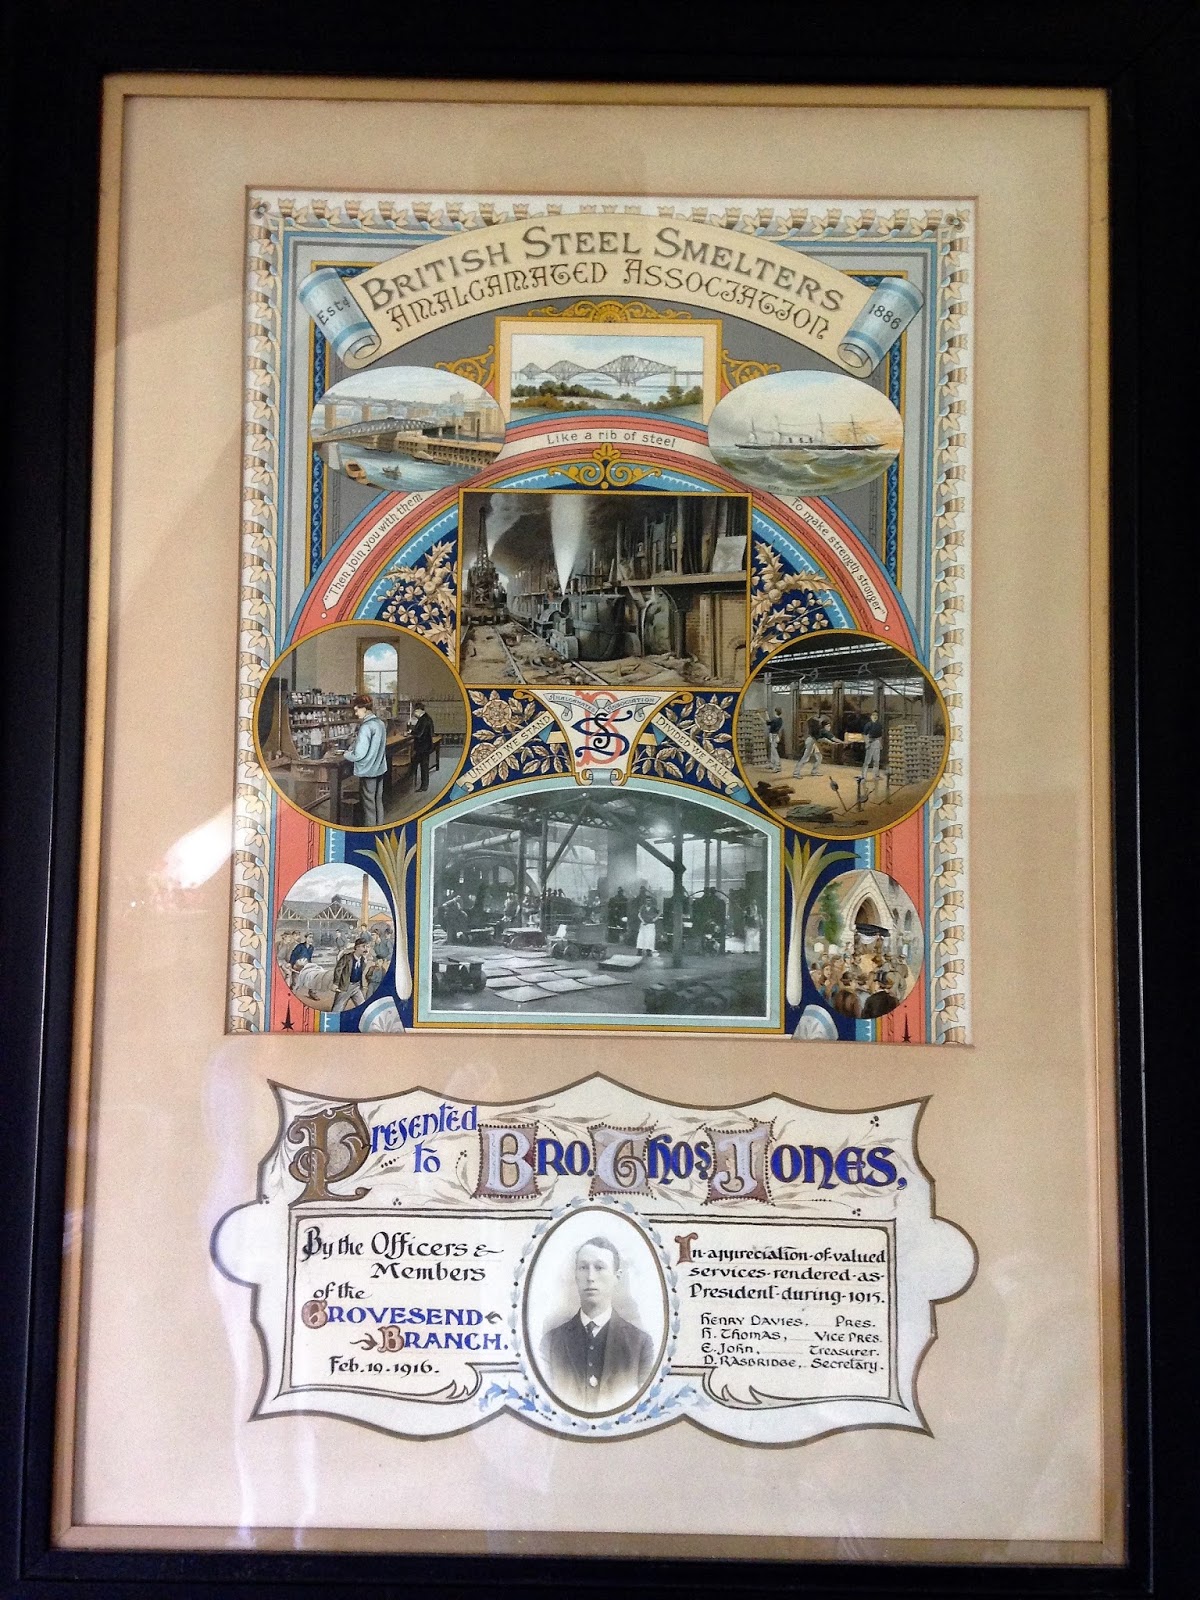 British Steel Smelters
Amalgamated Association
Estd
1886
Like a rib of steel
"Then join you with them
To make strength stronger"
Amalgamated Association
BSS
United we stand
Divided we fall
Presented
to Bro. Thos. Jones,
By the Officers &
Members
of the
Grovesend
Branch.
Feb. 19. 1916.
In appreciation of valued
services rendered as
President during 1915.
Henry Davies, Pres.
H. Thomas, Vice Pres.
E. John, Treasurer.
D. Rasbridge, Secretary.